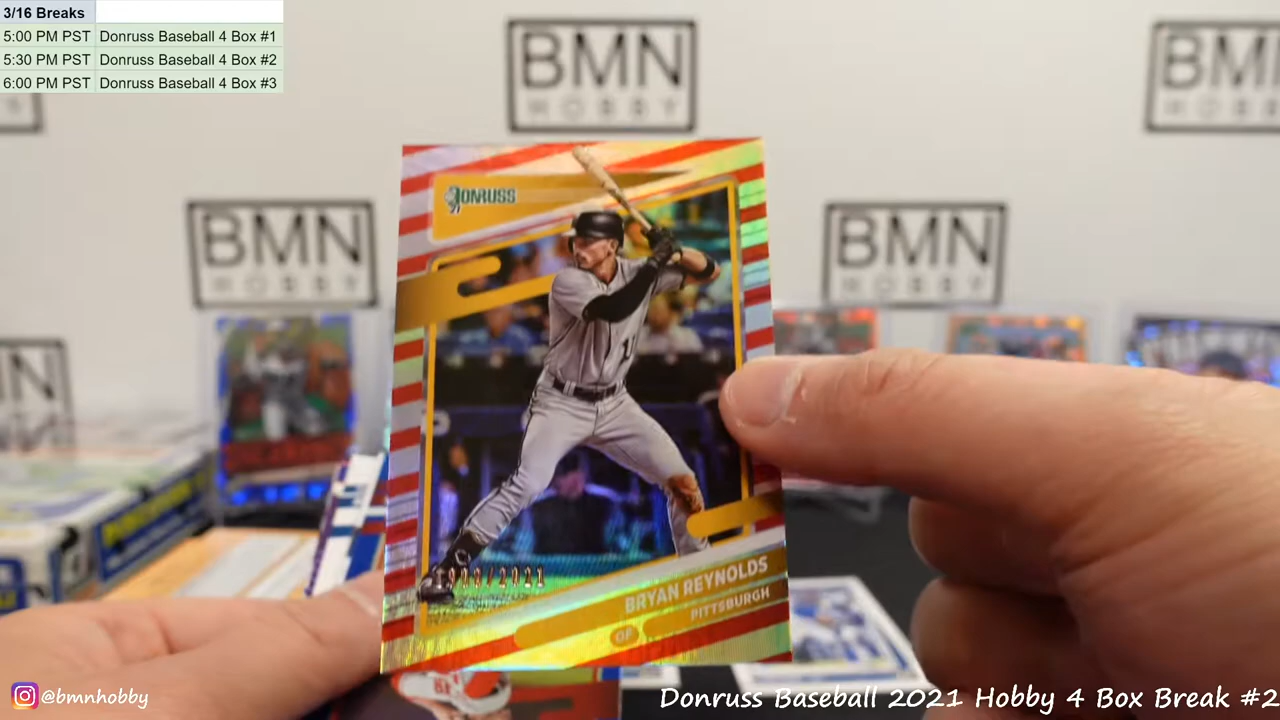 3/16 Breaks
5:00 PM PST Donruss Baseball 4 Box #1
5:30 PM PST Donruss Baseball 4 Box #2
6:00 PM PST Donruss Baseball 4 Box #3
BMN
HOBBY
BMN
HOBBY
BMN
HOBBY
DONRUSS
BRYAN REYNOLDS
PITTSBURGH
OF
@bmnhobby
Donruss Baseball 2021 Hobby 4 Box Break #2